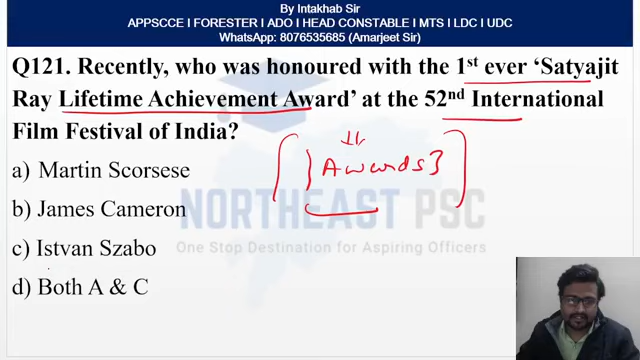 By Intakhab Sir
APPSCCE I FORESTER I ADO I HEAD CONSTABLE I MTS I LDC I UDC
WhatsApp: 8076535685 (Amarjeet Sir)
Q121. Recently, who was honoured with the 1st ever ‘Satyajit
Ray Lifetime Achievement Award’ at the 52nd International
Film Festival of India?
Awards
a) Martin Scorsese
b) James Cameron
c) Istvan Szabo
d) Both A & C
NORTHEAST PSC
One Stop Destination for Aspiring Officers